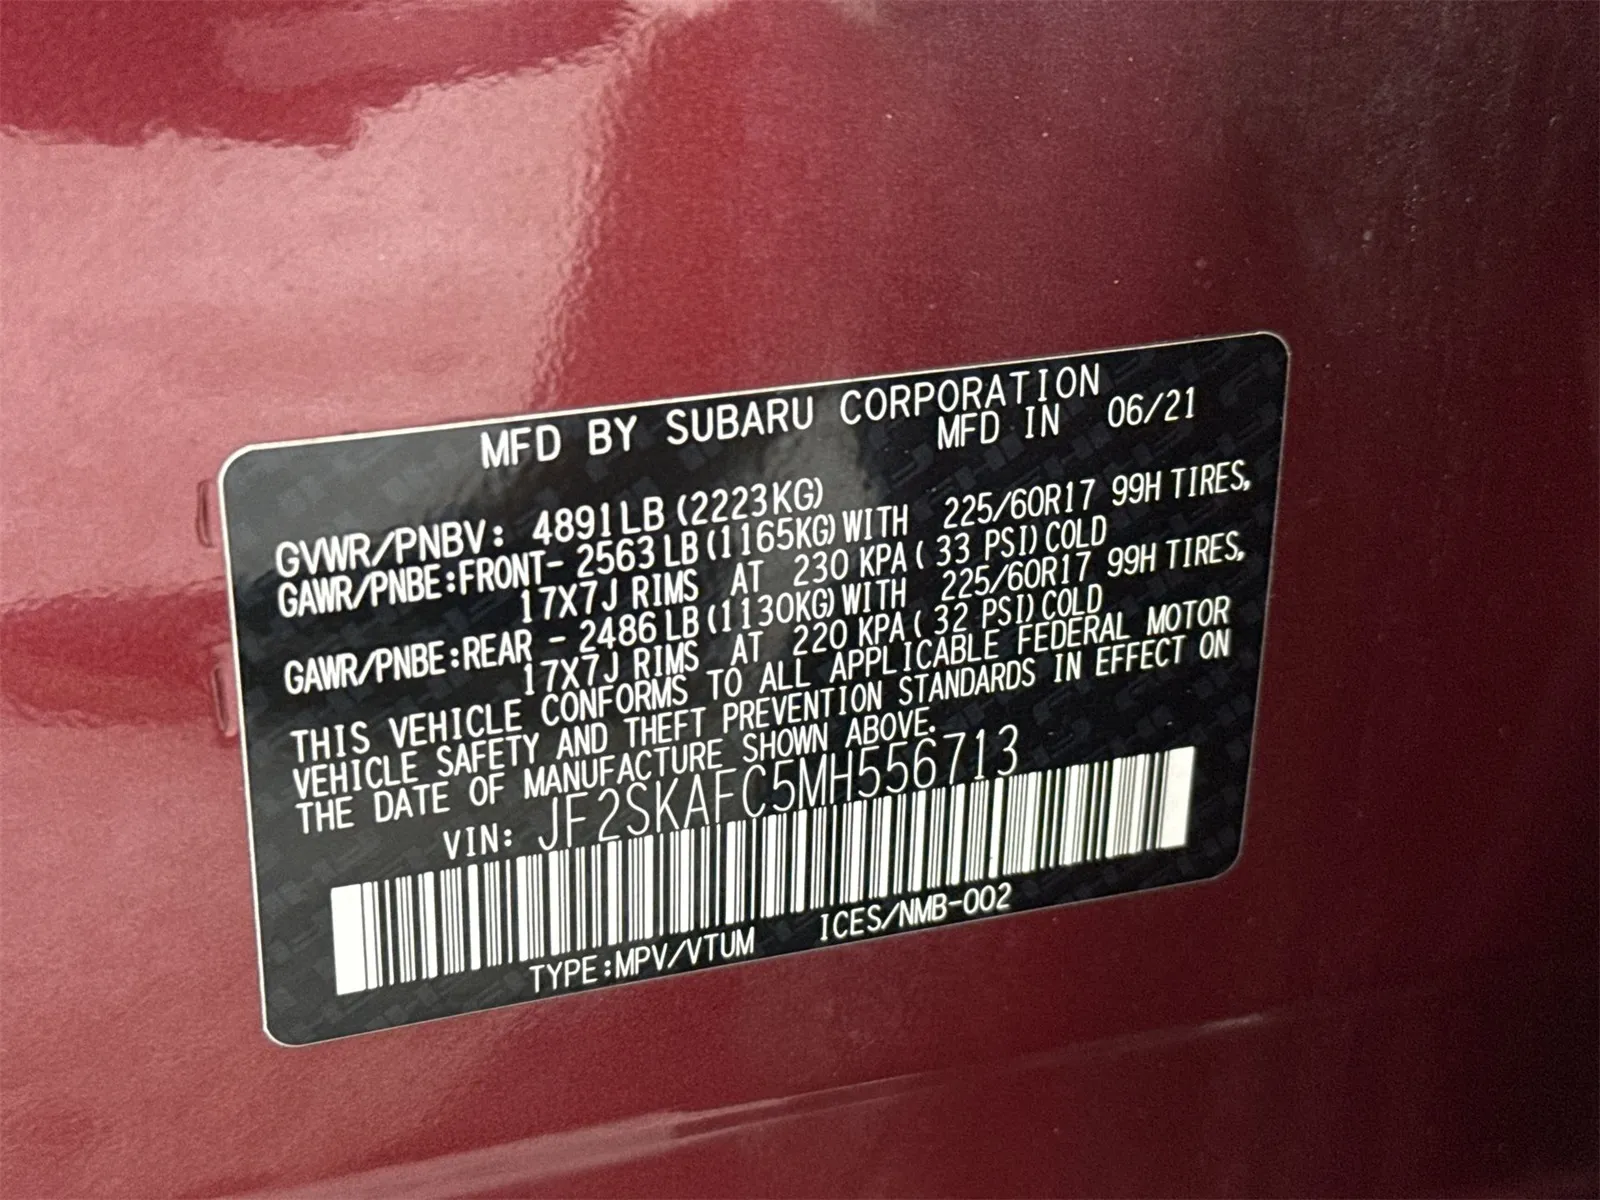 MFD BY SUBARU CORPORATION
MFD IN 06/21
GVWR/PNBV: 4891LB (2223KG)
GAWR/PNBE:FRONT- 2563 LB (1165KG) WITH 225/60R17 99H TIRES,
17X7J RIMS AT 230 KPA ( 33 PSI) COLD
GAWR/PNBE:REAR - 2486 LB (1130KG) WITH 225/60R17 99H TIRES,
17X7J RIMS AT 220 KPA ( 32 PSI) COLD
THIS VEHICLE CONFORMS TO ALL APPLICABLE FEDERAL MOTOR
VEHICLE SAFETY AND THEFT PREVENTION STANDARDS IN EFFECT ON
THE DATE OF MANUFACTURE SHOWN ABOVE.
VIN: JF2SKAFC5MH556713
TYPE:MPV/VTUM ICES/NMB-002